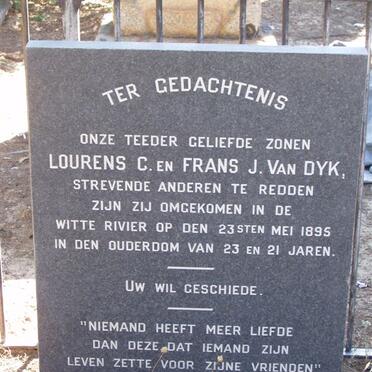 TER GEDACHTENIS
ONZE TEEDER GELIEFDE ZONEN
LOURENS C. EN FRANS J. VAN DYK,
STREVENDE ANDEREN TE REDDEN
ZIJN ZIJ OMGEKOMEN IN DE
WITTE RIVIER OP DEN 23STEN MEI 1895
IN DEN OUDERDOM VAN 23 EN 21 JAREN.
UW WIL GESCHIEDE.
"NIEMAND HEEFT MEER LIEFDE
DAN DEZE DAT IEMAND ZIJN
LEVEN ZETTE VOOR ZIJNE VRIENDEN"